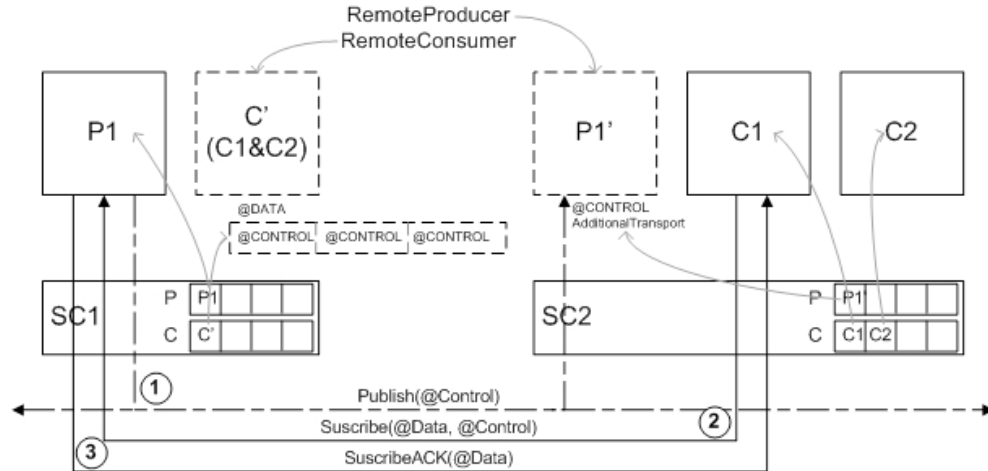 RemoteProducer
RemoteConsumer
P1
C'
(C1&C2)
P1'
C1
C2
@DATA
@CONTROL @CONTROL @CONTROL
@CONTROL
AdditionalTransport
SC1
P P1
C C'
SC2
P P1'
C C1 C2
1
Publish(@Control)
2
Suscribe(@Data, @Control)
3
SuscribeACK(@Data)